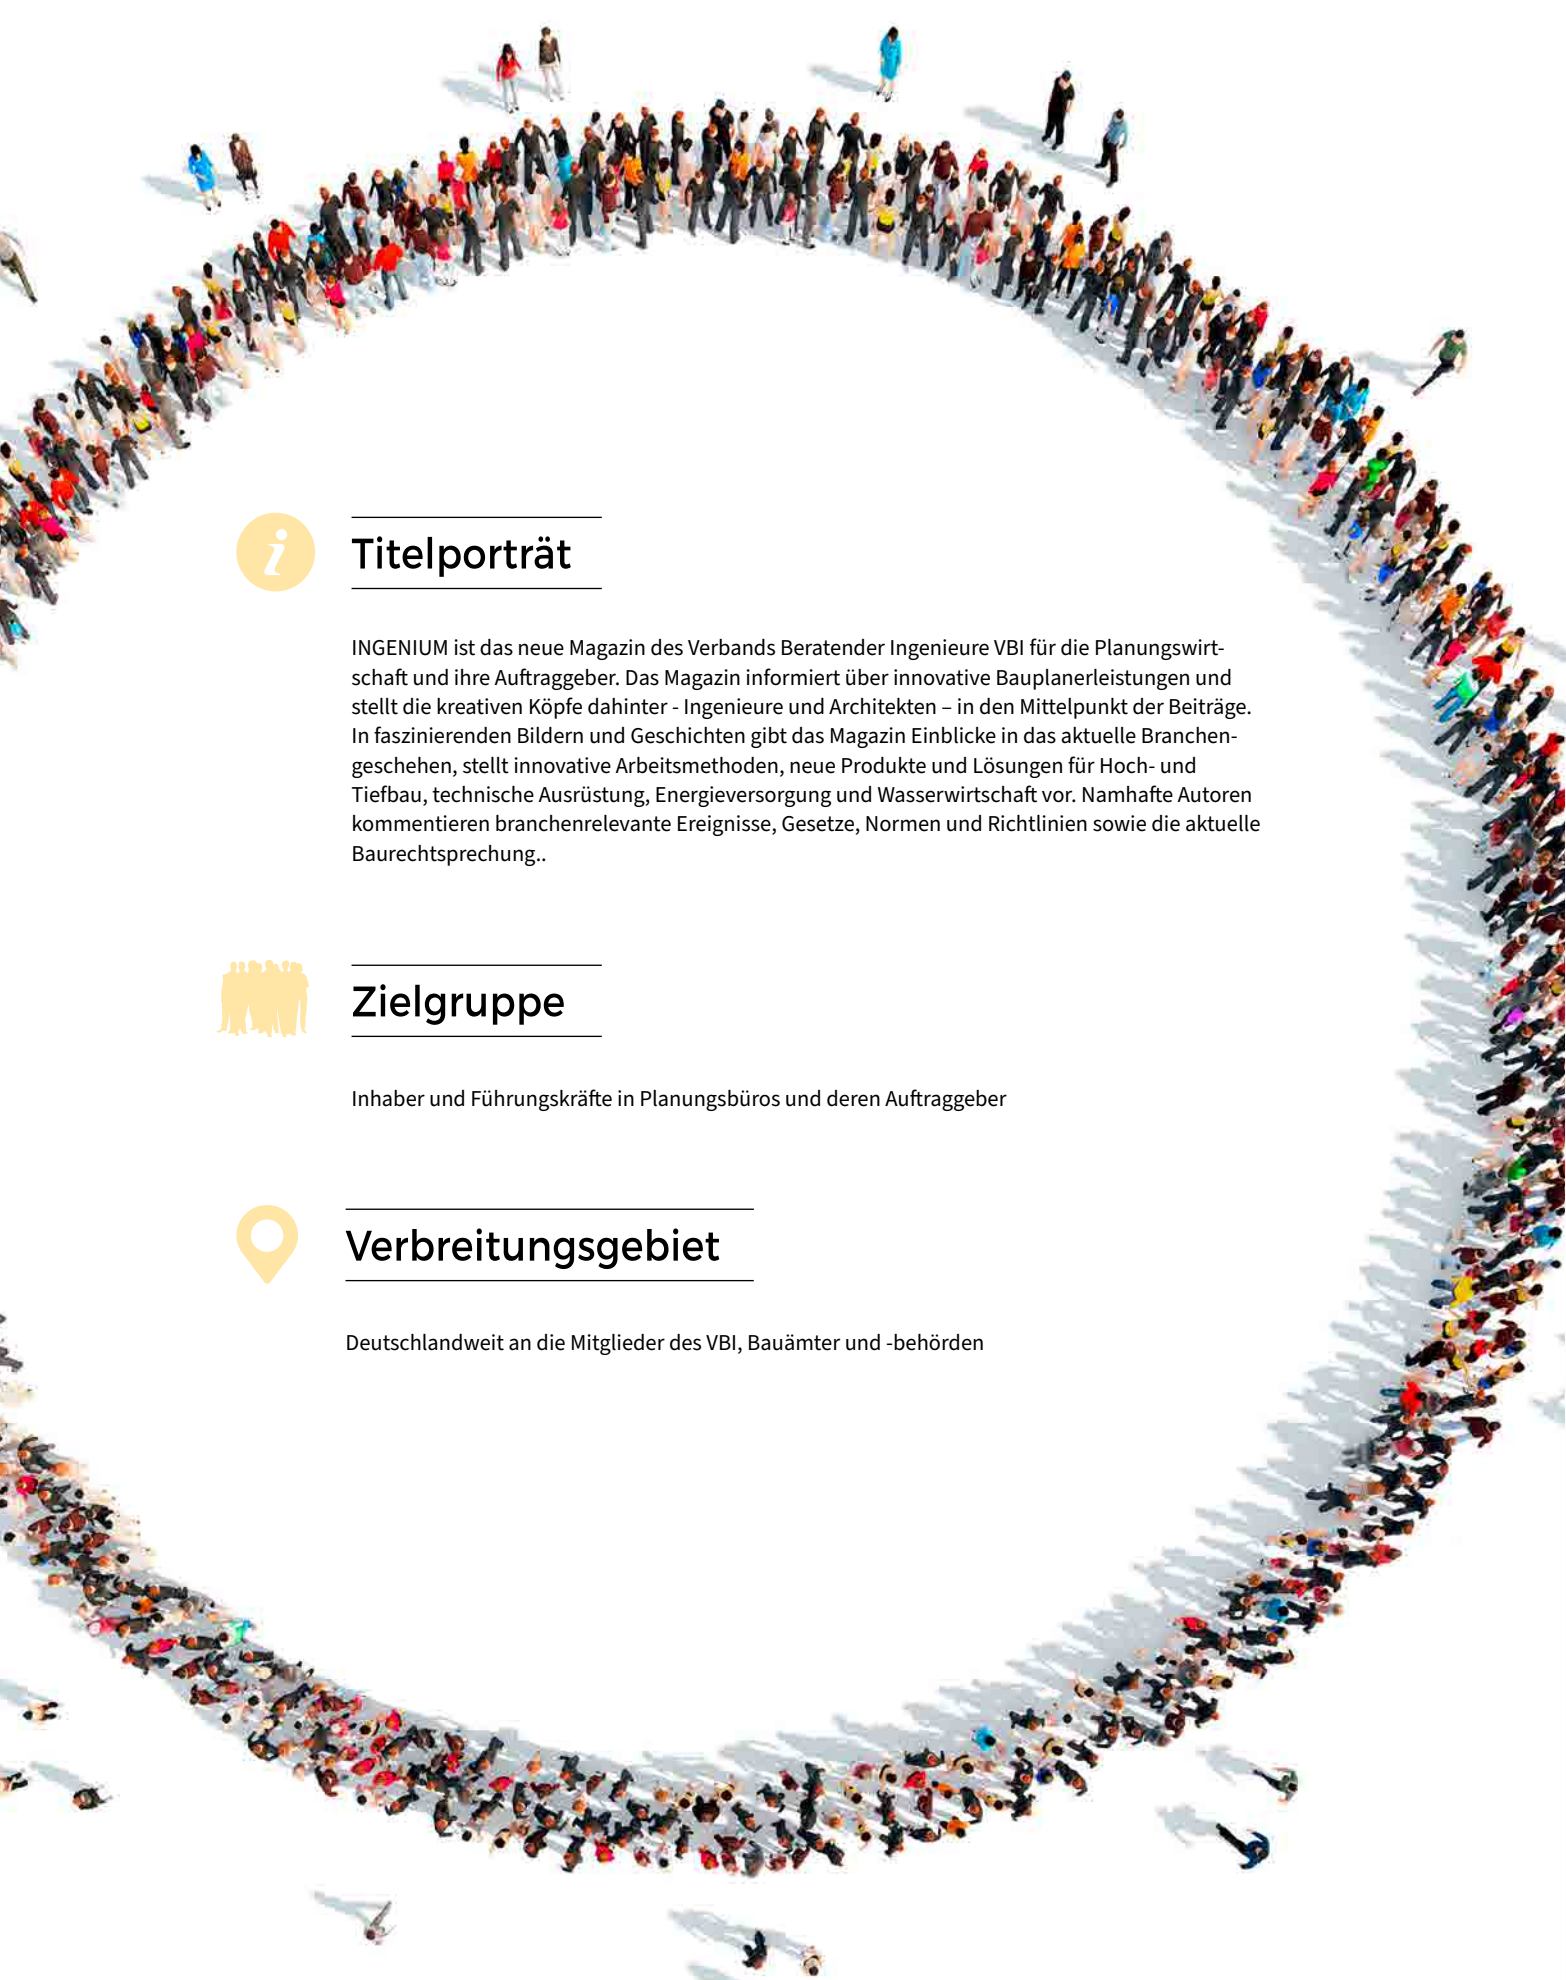 Titelporträt
INGENIUM ist das neue Magazin des Verbands Beratender Ingenieure VBI für die Planungswirt-
schaft und ihre Auftraggeber. Das Magazin informiert über innovative Bauplanerleistungen und
stellt die kreativen Köpfe dahinter - Ingenieure und Architekten – in den Mittelpunkt der Beiträge.
In faszinierenden Bildern und Geschichten gibt das Magazin Einblicke in das aktuelle Branchen-
geschehen, stellt innovative Arbeitsmethoden, neue Produkte und Lösungen für Hoch- und
Tiefbau, technische Ausrüstung, Energieversorgung und Wasserwirtschaft vor. Namhafte Autoren
kommentieren branchenrelevante Ereignisse, Gesetze, Normen und Richtlinien sowie die aktuelle
Baurechtsprechung..
Zielgruppe
Inhaber und Führungskräfte in Planungsbüros und deren Auftraggeber
Verbreitungsgebiet
Deutschlandweit an die Mitglieder des VBI, Bauämter und -behörden